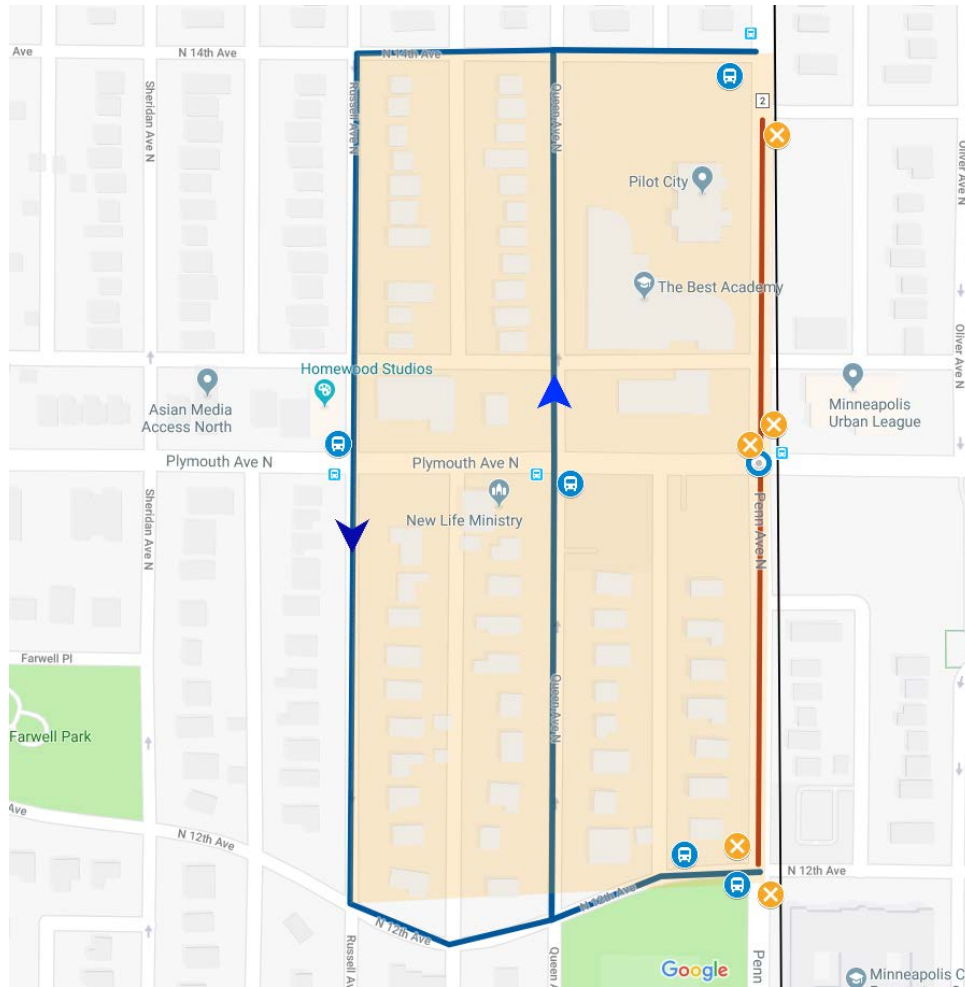 Ave
N 14th Ave
N 14th Ave
Sheridan Ave N
Russell Ave N
Queen Ave N
2
Oliver Ave N
Pilot City
The Best Academy
Oliver Ave N
Homewood Studios
Asian Media
Access North
Minneapolis
Urban League
Plymouth Ave N
Plymouth Ave N
New Life Ministry
Sheridan Ave N
Penn Ave N
Farwell Pl
Queen Ave N
Farwell Park
Ave
N 12th Ave
N 12th Ave
N 12th Ave
N 12th Ave
Russell Av
Queen A
Penn
Google
Minneapolis C